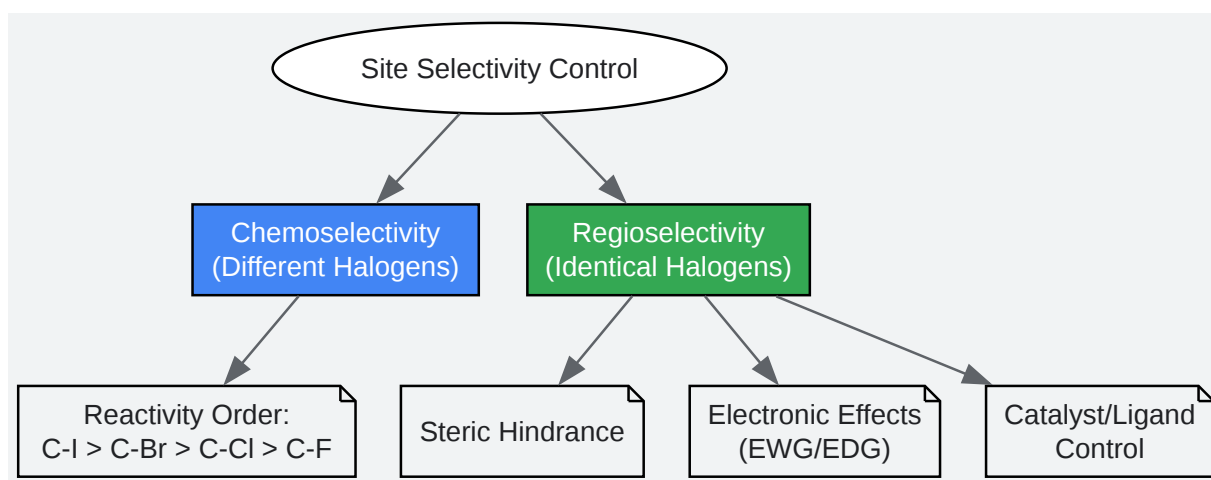 Site Selectivity Control
Chemoselectivity
(Different Halogens)
Regioselectivity
(Identical Halogens)
Reactivity Order:
C-I > C-Br > C-Cl > C-F
Steric Hindrance
Electronic Effects
(EWG/EDG)
Catalyst/Ligand
Control